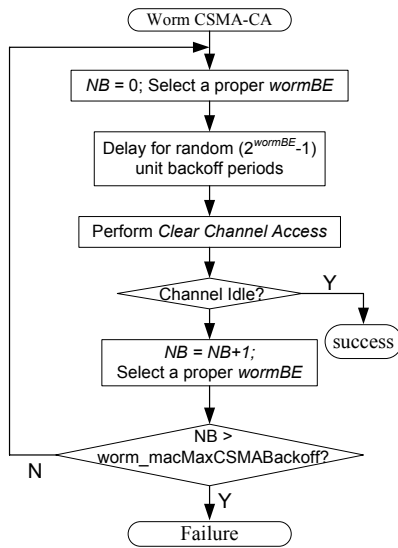 Worm CSMA-CA
NB = 0; Select a proper wormBE
Delay for random (2^wormBE-1)
unit backoff periods
Perform Clear Channel Access
Channel Idle?
Y
success
NB = NB+1;
Select a proper wormBE
NB >
worm_macMaxCSMABackoff?
N
Y
Failure